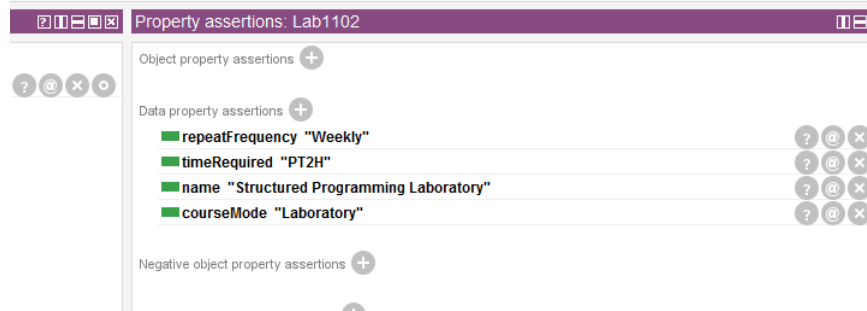 Property assertions: Lab1102
Object property assertions
Data property assertions
repeatFrequency "Weekly"
timeRequired "PT2H"
name "Structured Programming Laboratory"
courseMode "Laboratory"
Negative object property assertions